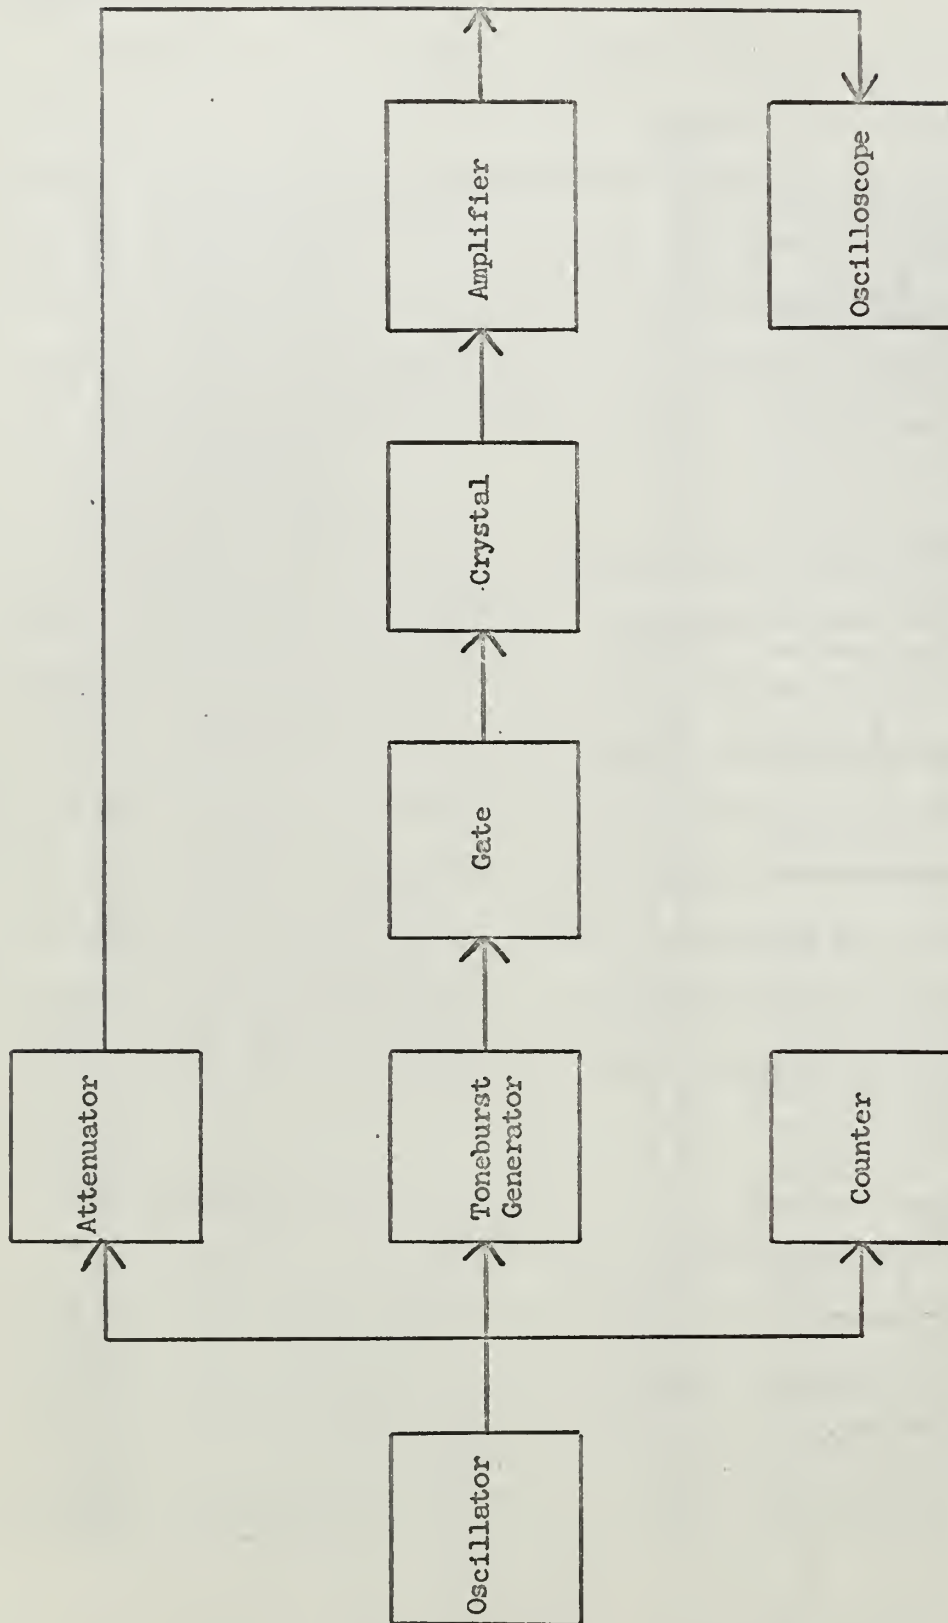 Oscillator
Attenuator
Toneburst
Generator
Counter
Gate
Crystal
Amplifier
Oscilloscope